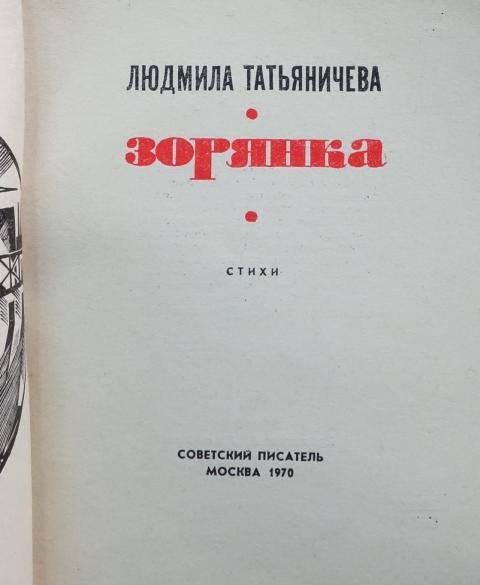 ЛЮДМИЛА ТАТЬЯНИЧЕВА
ЗОРЯНКА
СТИХИ
СОВЕТСКИЙ ПИСАТЕЛЬ
МОСКВА 1970